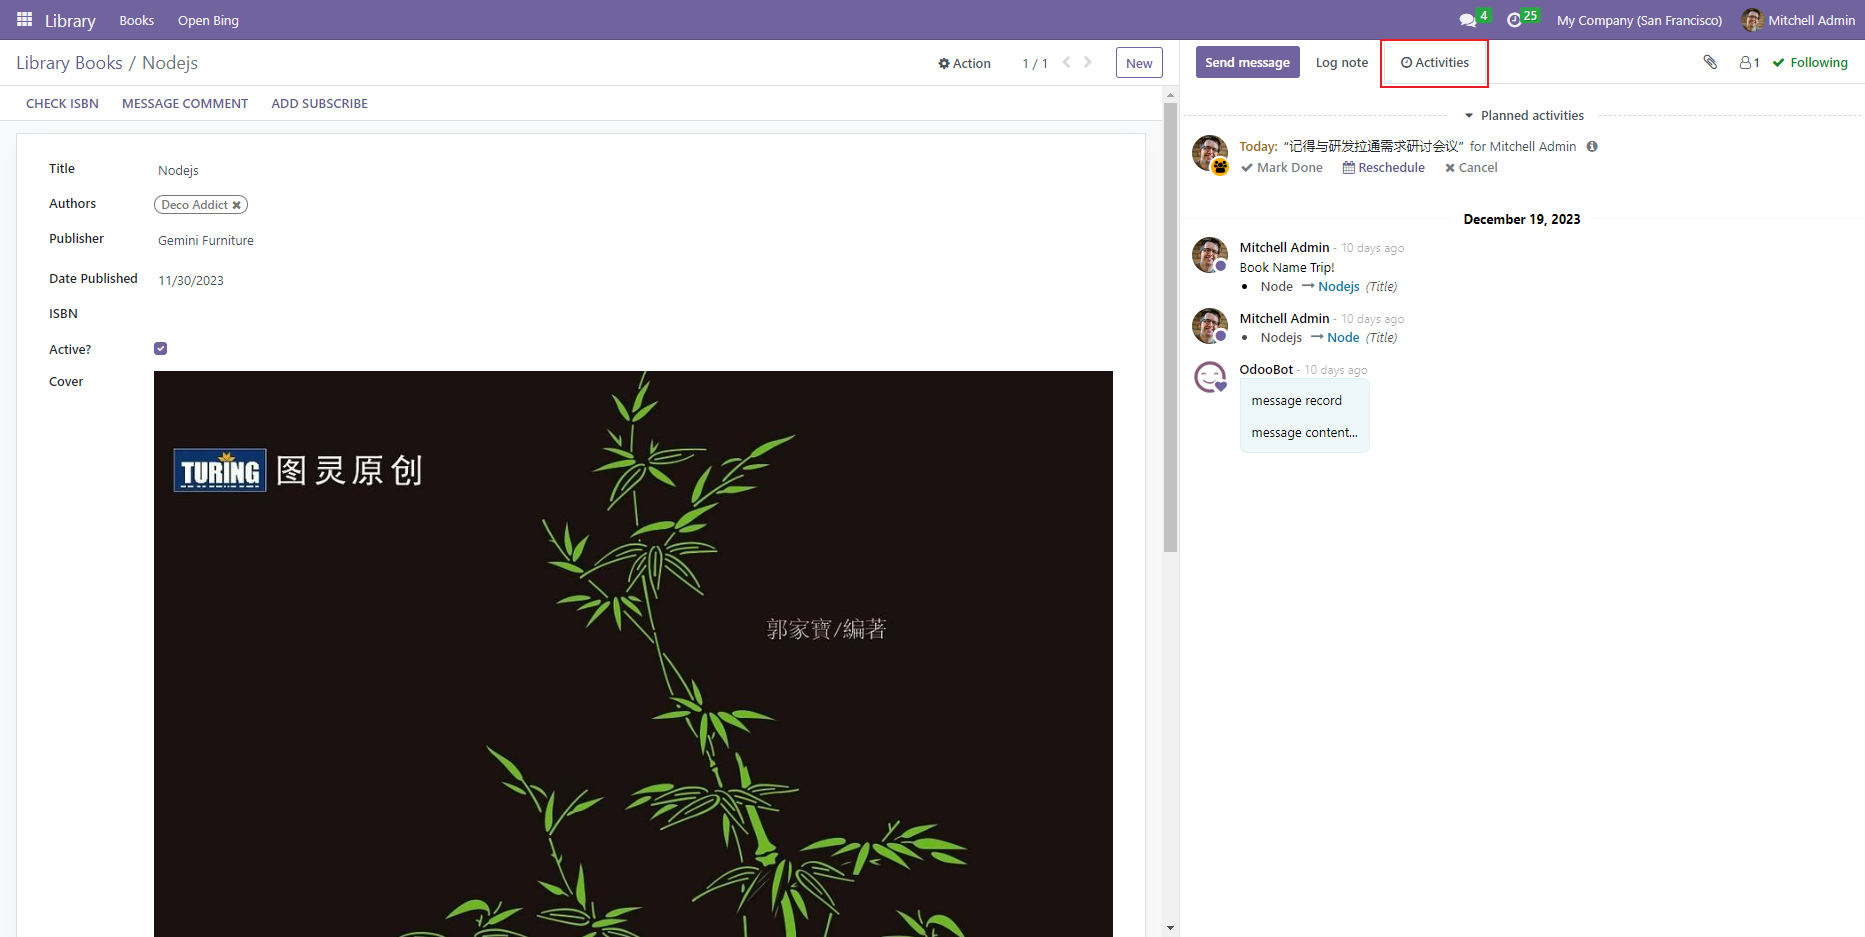 Library Books Open Bing 4 25 My Company (San Francisco) Mitchell Admin
Library Books / Nodejs Action 1 / 1 New
CHECK ISBN MESSAGE COMMENT ADD SUBSCRIBE
Title Nodejs
Authors Deco Addict
Publisher Gemini Furniture
Date Published 11/30/2023
ISBN
Active?
Cover
TURING 图灵原创
郭家寶/編著
Send message Log note Activities 1 Following
Planned activities
Today: “记得与研发拉通需求研讨会议” for Mitchell Admin
Mark Done Reschedule Cancel
December 19, 2023
Mitchell Admin - 10 days ago
Book Name Trip!
Node → Nodejs (Title)
Mitchell Admin - 10 days ago
Nodejs → Node (Title)
OdooBot - 10 days ago
message record
message content...